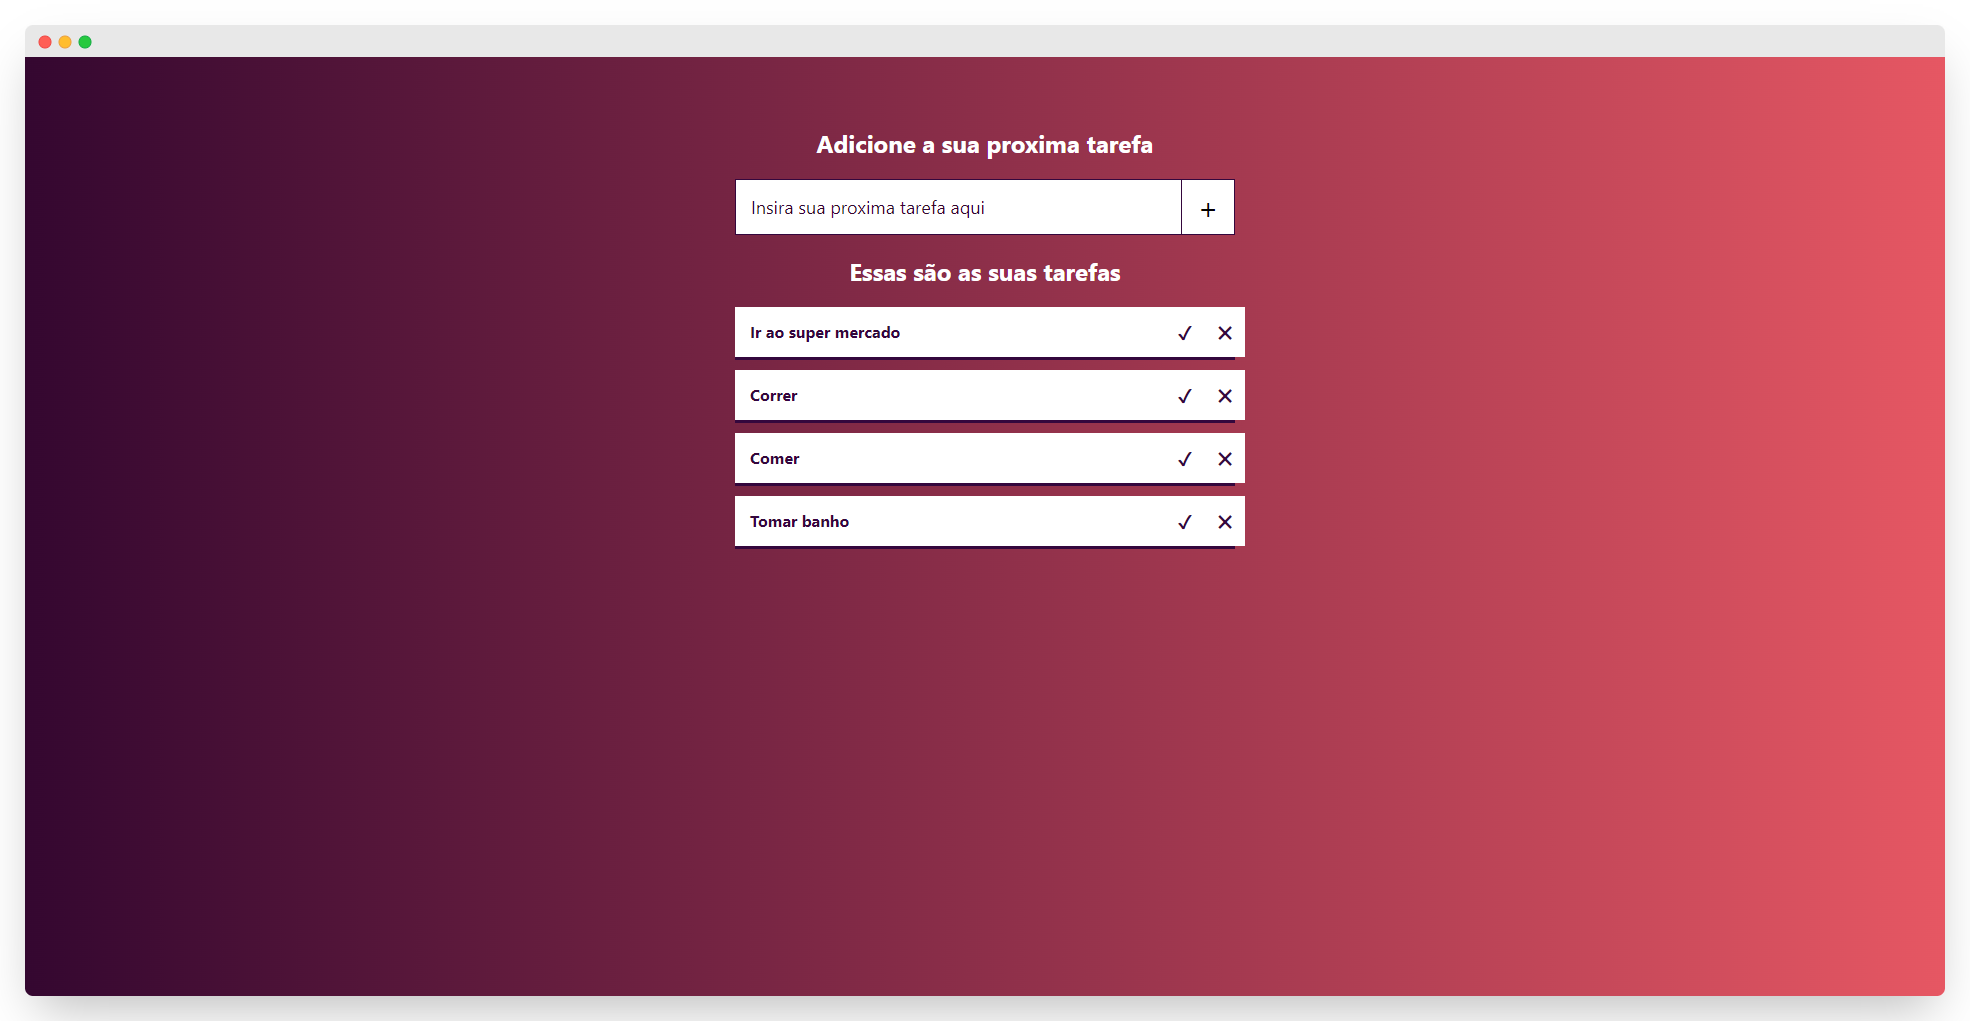 Adicione a sua proxima tarefa
Insira sua proxima tarefa aqui +
Essas são as suas tarefas
Ir ao super mercado ✓ ✕
Correr ✓ ✕
Comer ✓ ✕
Tomar banho ✓ ✕